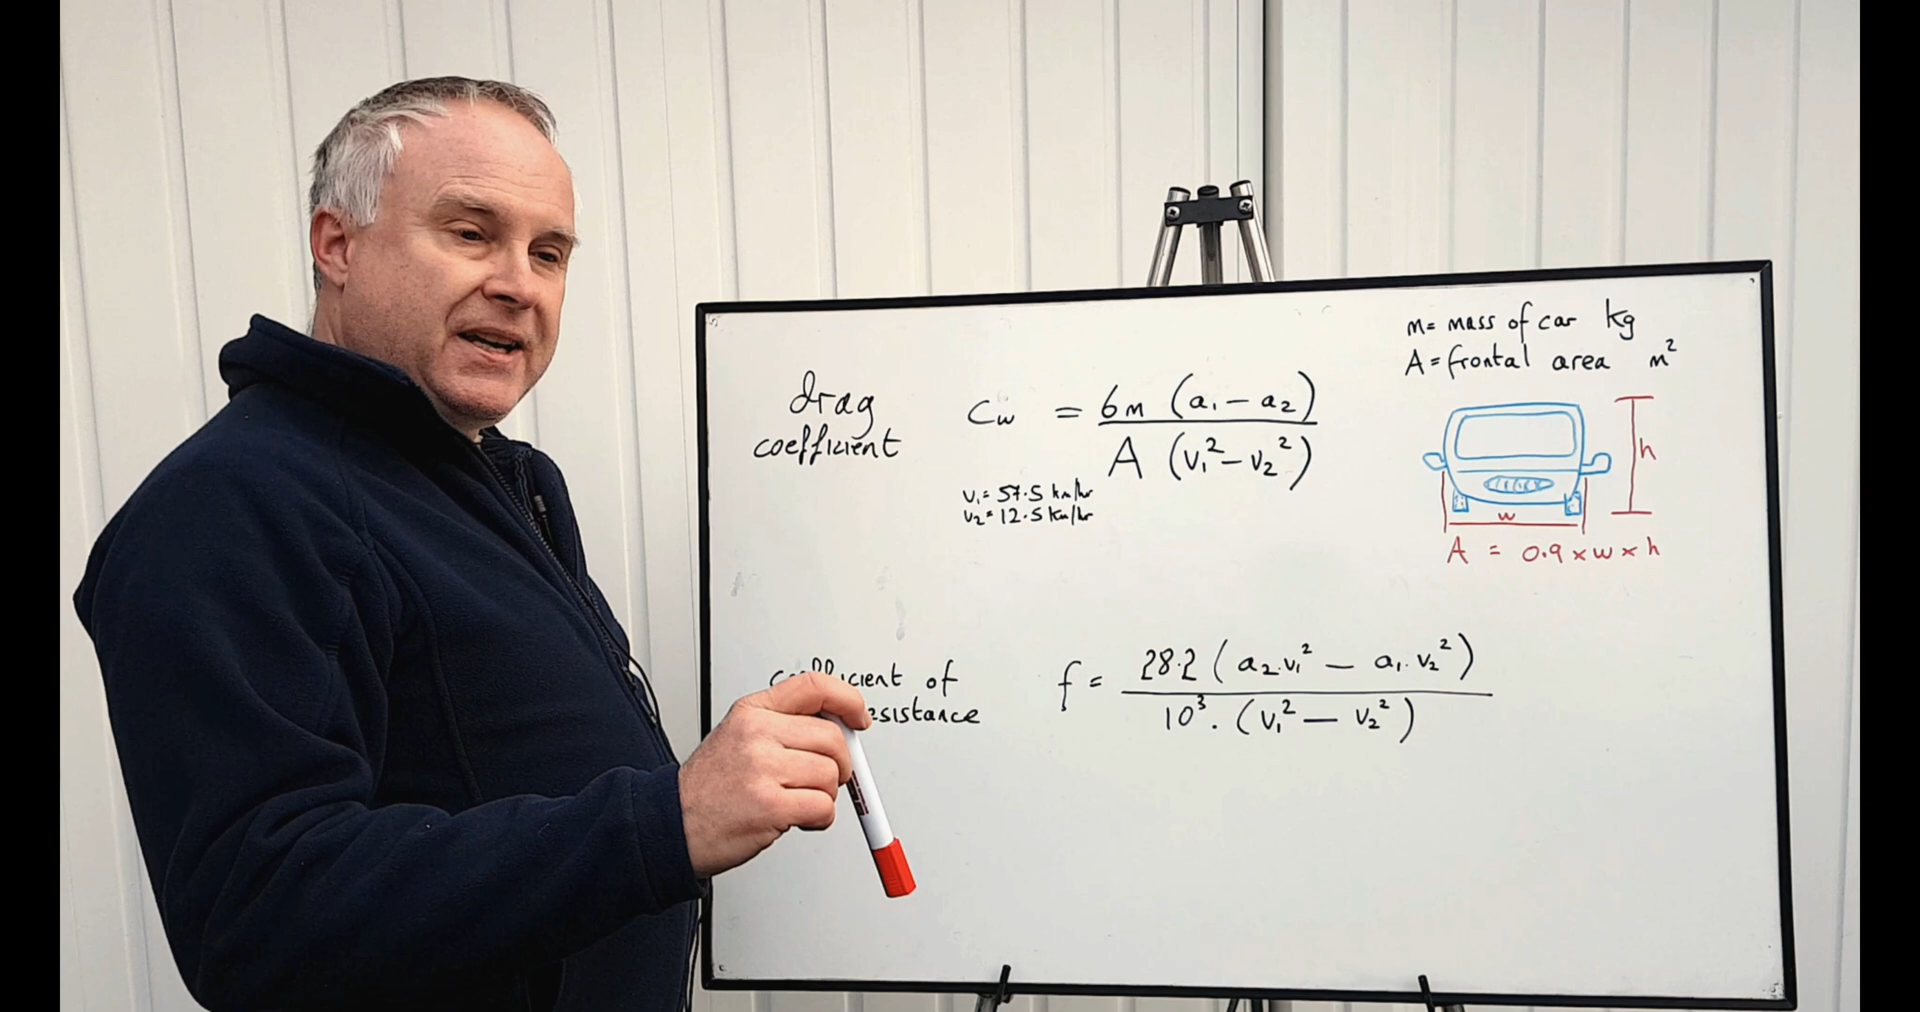 m= mass of car kg
A = frontal area m²
drag
coefficient
Cw = 6m (a₁ - a₂) / A (v₁² - v₂²)
v₁ = 57.5 km/hr
v₂ = 12.5 km/hr
h
w
A = 0.9 x w x h
of
f = 28.2 (a₂.v₁² - a₁.v₂²) / 10³.(v₁² - v₂²)